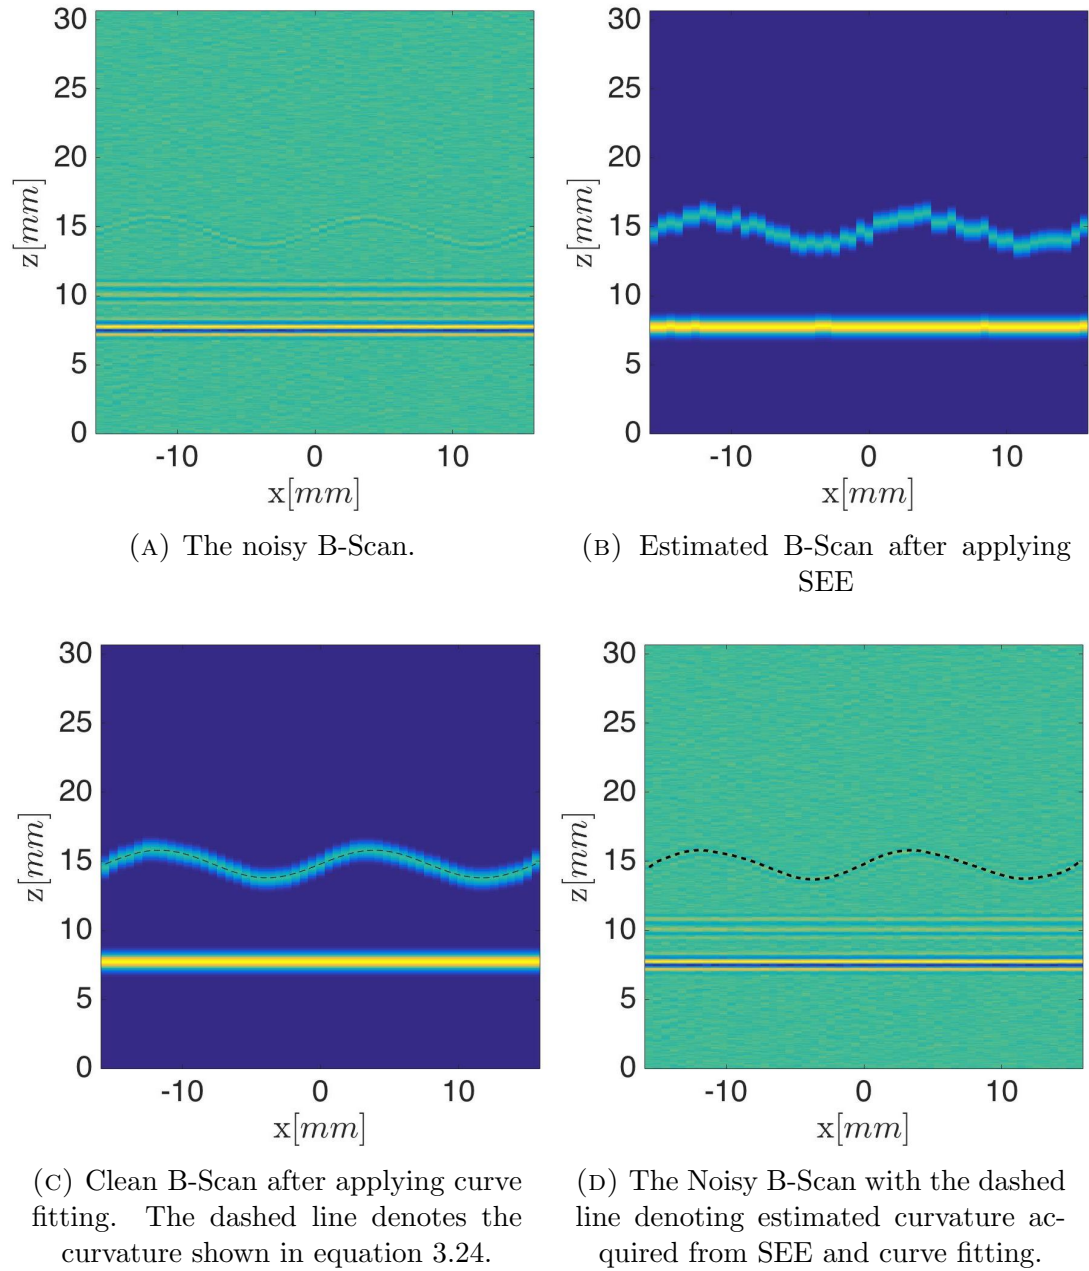 30
25
20
15
10
5
0
z[mm]
-10 0 10
x[mm]
(A) The noisy B-Scan.
30
25
20
15
10
5
0
z[mm]
-10 0 10
x[mm]
(B) Estimated B-Scan after applying
SEE
30
25
20
15
10
5
0
z[mm]
-10 0 10
x[mm]
(C) Clean B-Scan after applying curve
fitting. The dashed line denotes the
curvature shown in equation 3.24.
30
25
20
15
10
5
0
z[mm]
-10 0 10
x[mm]
(D) The Noisy B-Scan with the dashed
line denoting estimated curvature ac-
quired from SEE and curve fitting.